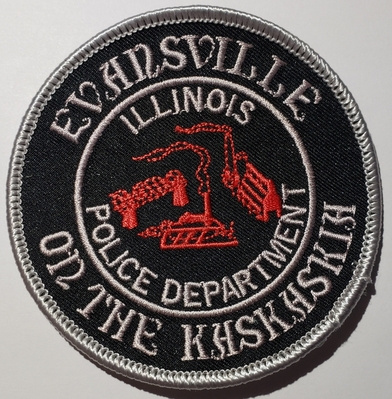 EVANSVILLE
ILLINOIS
POLICE DEPARTMENT
ON THE KASKASKIA